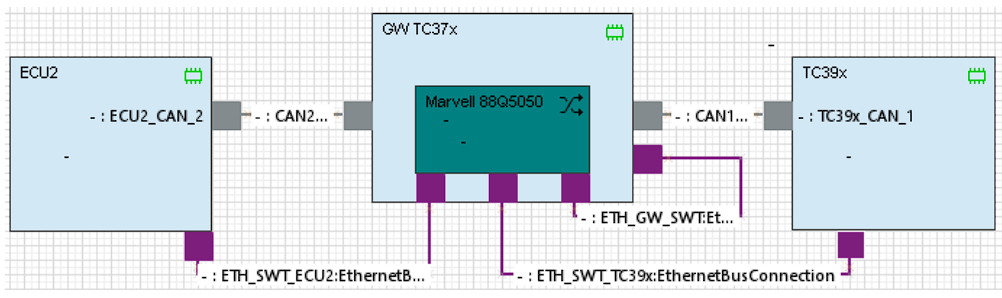 GW TC37x
ECU2
TC39x
Marvell 88Q5050
- : ECU2_CAN_2
- : CAN2...
- : CAN1...
- : TC39x_CAN_1
- : ETH_GW_SWT:Et...
- : ETH_SWT_ECU2:EthernetB...
- : ETH_SWT_TC39x:EthernetBusConnection